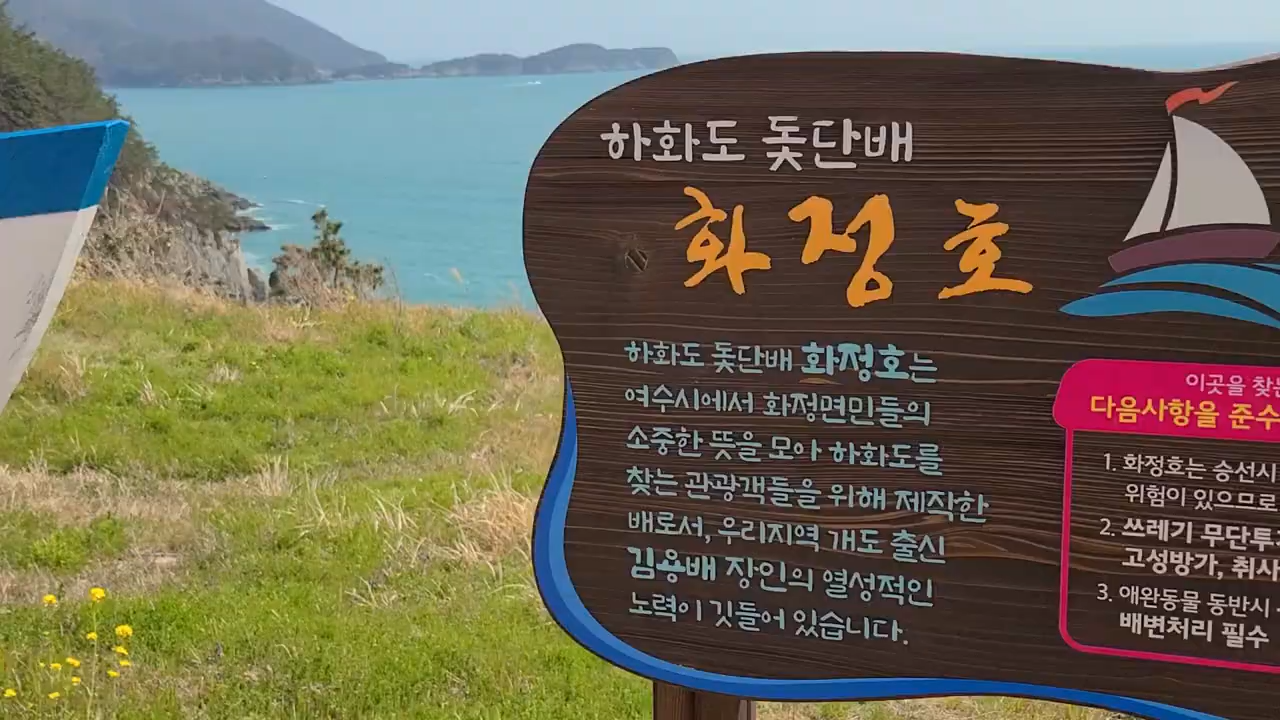 하화도 돛단배
화정호
하화도 돛단배 화정호는
여수시에서 화정면민들의
소중한 뜻을 모아 하화도를
찾는 관광객들을 위해 제작한
배로서, 우리지역 개도 출신
김용배 장인의 열성적인
노력이 깃들어 있습니다.
이곳을
다음사항을 준수
1. 화정호는 승선시
위험이 있으므로
2. 쓰레기
고성방가, 취사
3. 애완동물 동반시
배변처리 필수